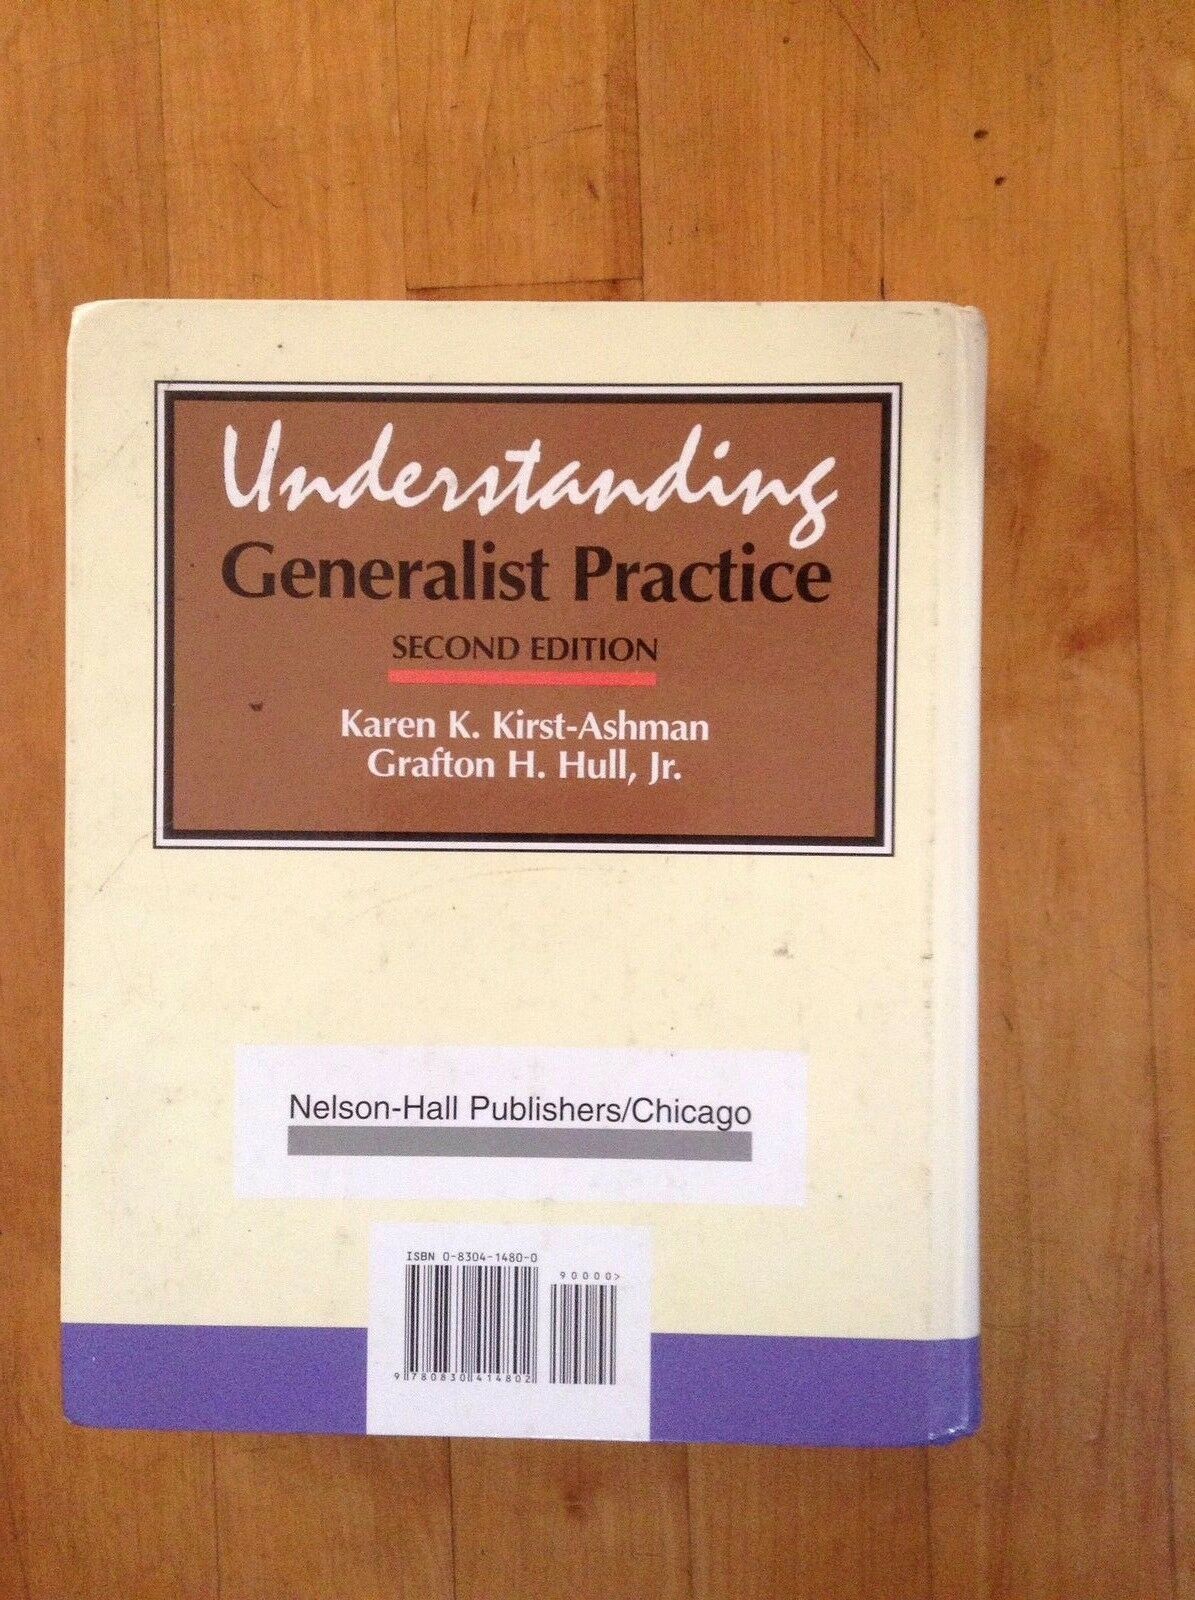 Understanding
Generalist Practice
SECOND EDITION
Karen K. Kirst-Ashman
Grafton H. Hull, Jr.
Nelson-Hall Publishers/Chicago
ISBN 0-8304-1480-0
90000>
9 780830 414802